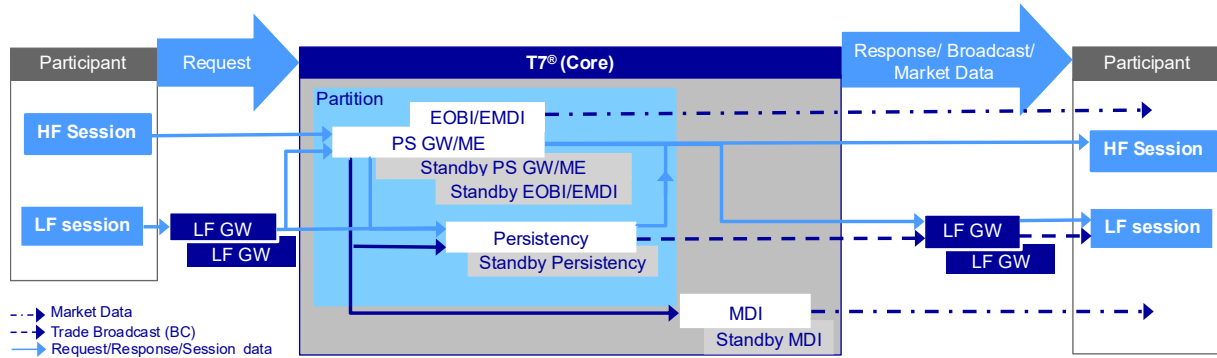 Participant
Request
T7® (Core)
Response/ Broadcast/
Market Data
Participant
Partition
EOBI/EMDI
HF Session
PS GW/ME
HF Session
Standby PS GW/ME
Standby EOBI/EMDI
LF session
LF GW
LF GW
Persistency
Standby Persistency
LF GW
LF GW
LF session
MDI
Standby MDI
Market Data
Trade Broadcast (BC)
Request/Response/Session data